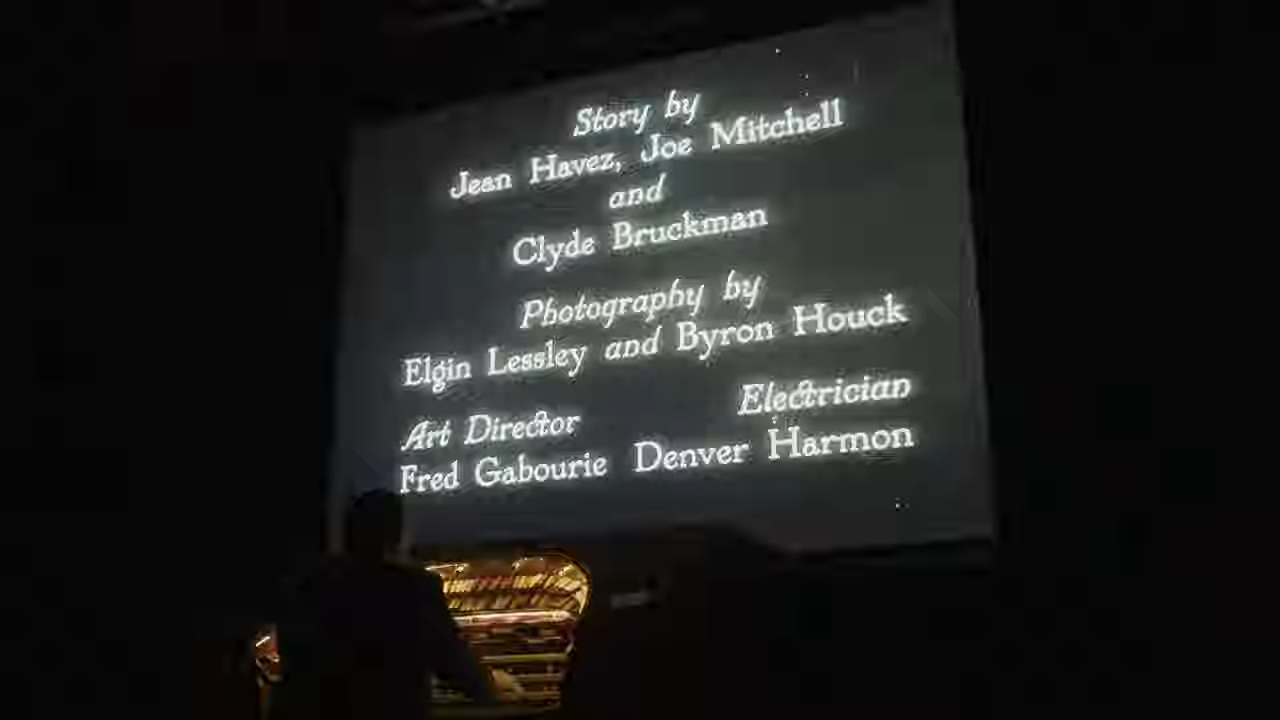 Story by
Jean Havez, Joe Mitchell
and
Clyde Bruckman
Photography by
Elgin Lessley and Byron Houck
Art Director Electrician
Fred Gabourie Denver Harmon